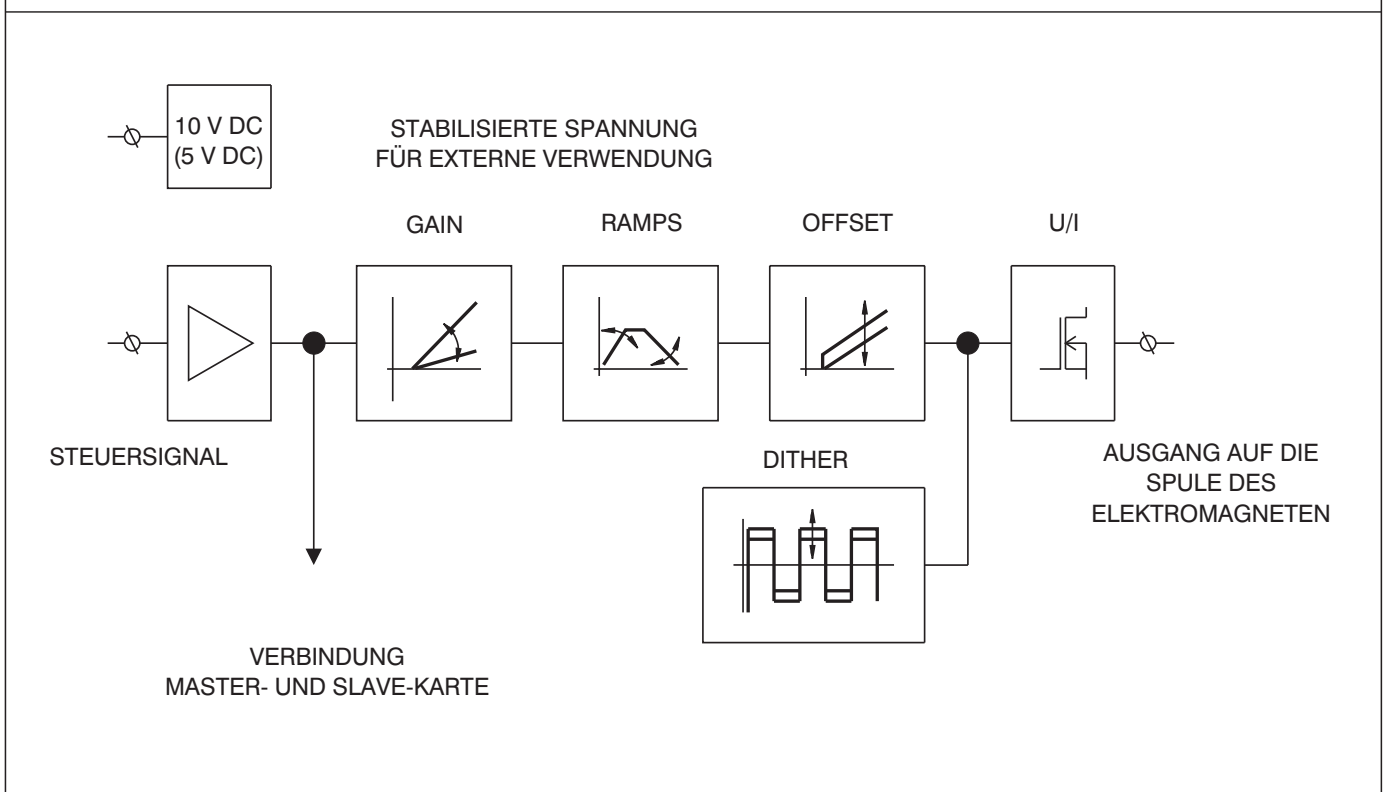 10 V DC
(5 V DC)
STABILISIERTE SPANNUNG
FÜR EXTERNE VERWENDUNG
GAIN
RAMPS
OFFSET
U/I
STEUERSIGNAL
DITHER
AUSGANG AUF DIE
SPULE DES
ELEKTROMAGNETEN
VERBINDUNG
MASTER- UND SLAVE-KARTE